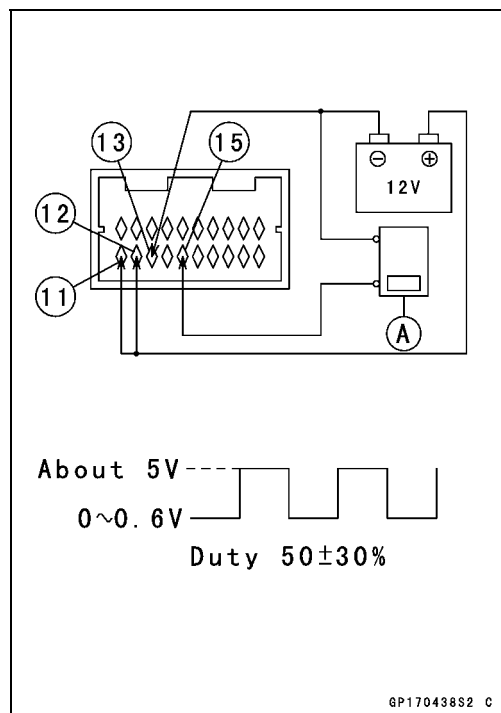 13 15
⊖ ⊕
12V
12
11
A
About 5V
0~0.6V
Duty 50±30%
GP170438S2 C